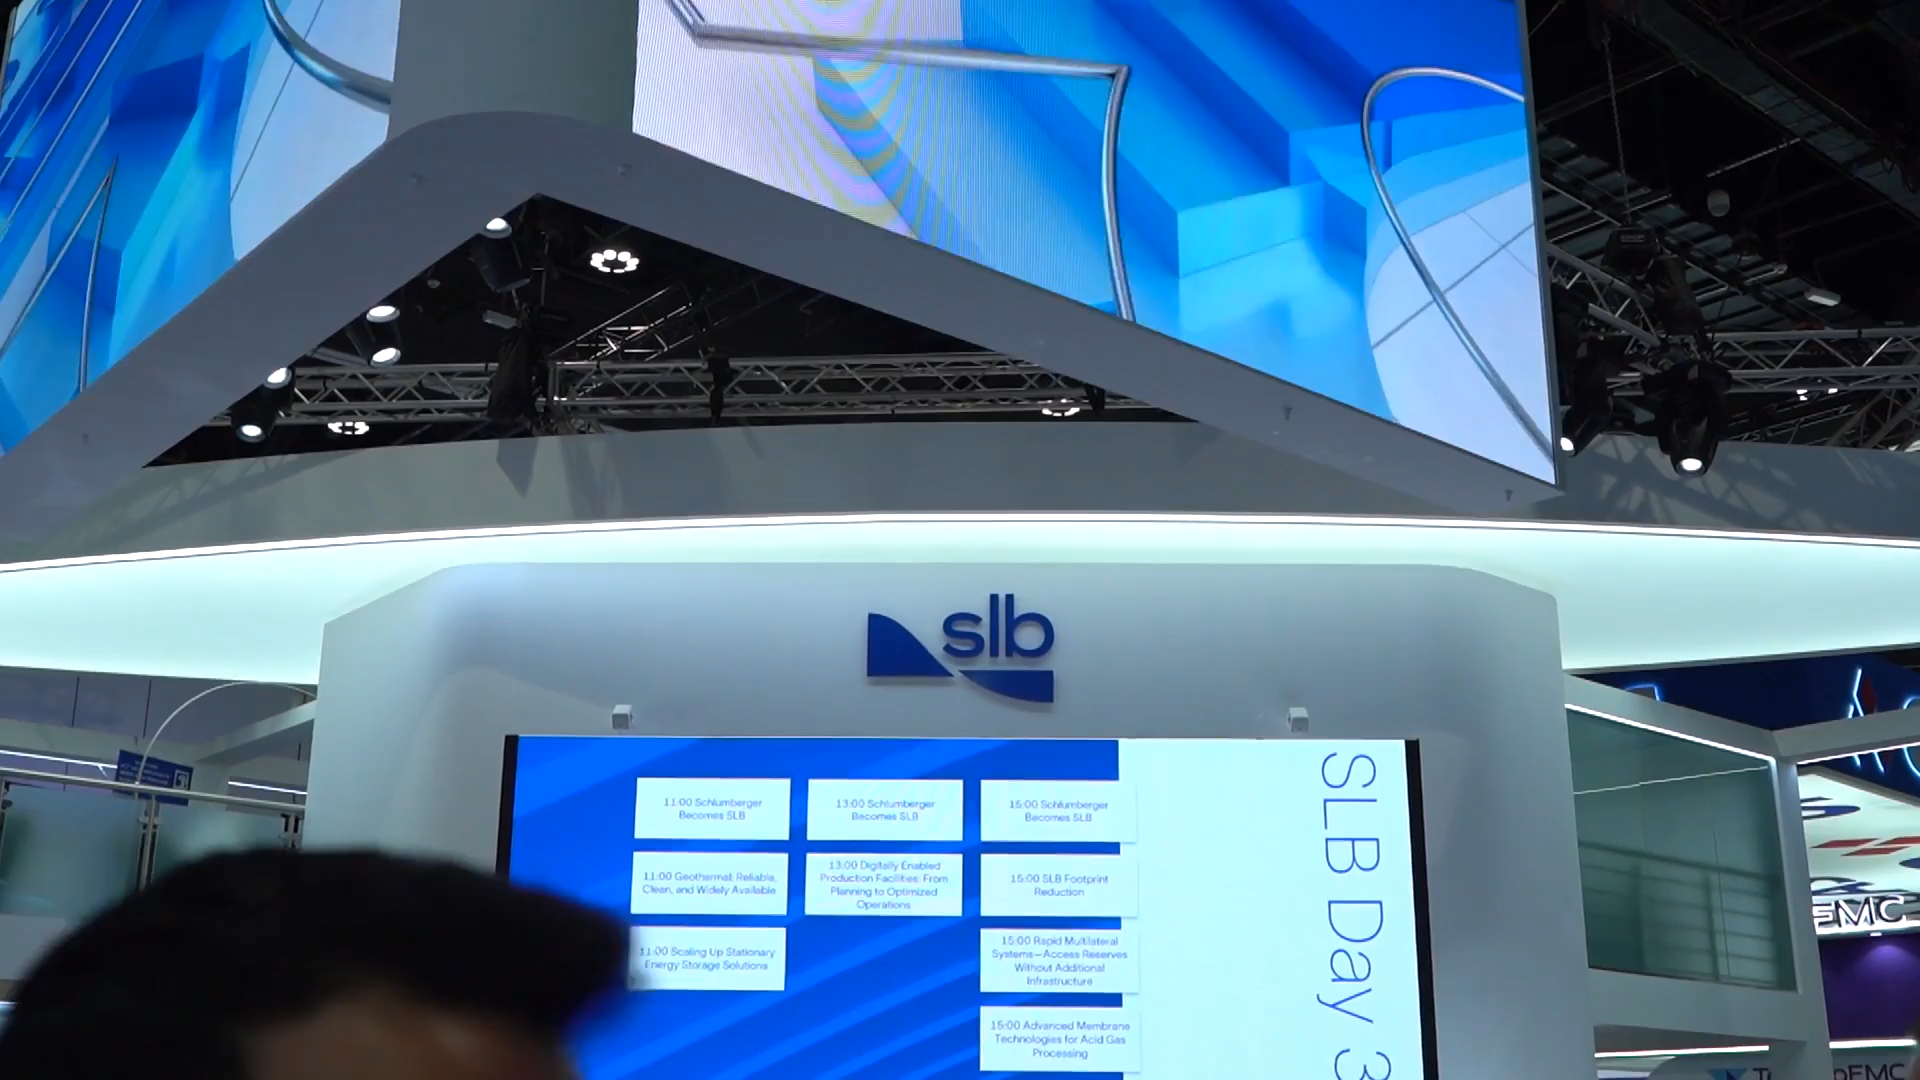 slb
11:00 Schlumberger
Becomes SLB
13:00 Schlumberger
Becomes SLB
15:00 Schlumberger
Becomes SLB
11:00 Geothermal: Reliable,
Clean, and Widely Available
13:00 Digitally Enabled
Production Facilities: From
Planning to Optimized
Operations
15:00 SLB Footprint
Reduction
11:00 Scaling Up Stationary
Energy Storage Solutions
15:00 Rapid Multilateral
Systems—Access Reserves
Without Additional
Infrastructure
15:00 Advanced Membrane
Technologies for Acid Gas
Processing
SLB Day 3
FMC